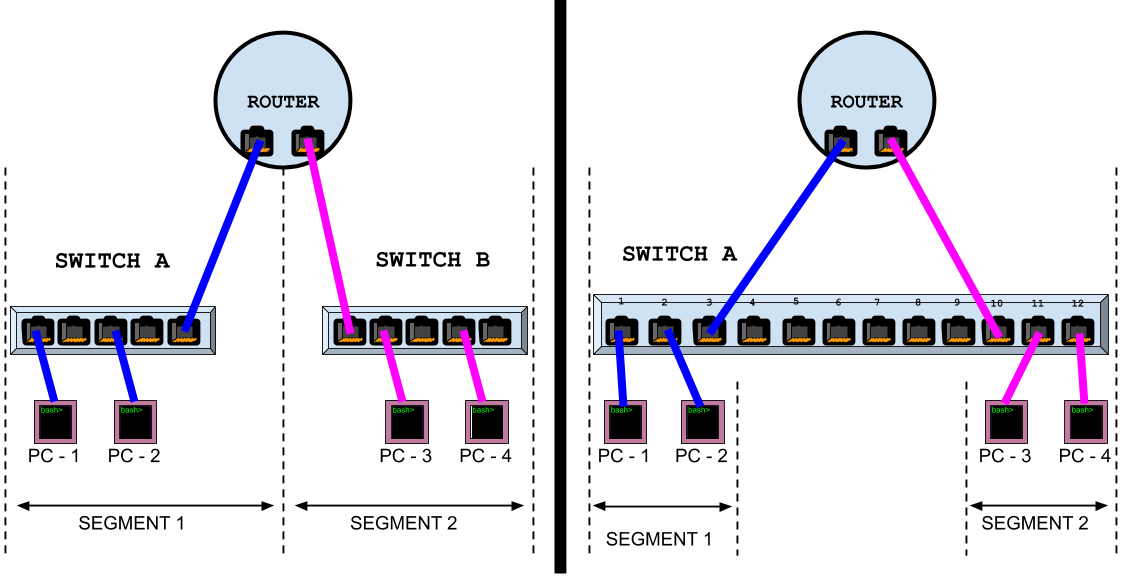 ROUTER
SWITCH A
SWITCH B
bash>
bash>
bash>
bash>
PC - 1
PC - 2
PC - 3
PC - 4
SEGMENT 1
SEGMENT 2
ROUTER
SWITCH A
1 2 3 4 5 6 7 8 9 10 11 12
bash>
bash>
bash>
bash>
PC - 1
PC - 2
PC - 3
PC - 4
SEGMENT 1
SEGMENT 2